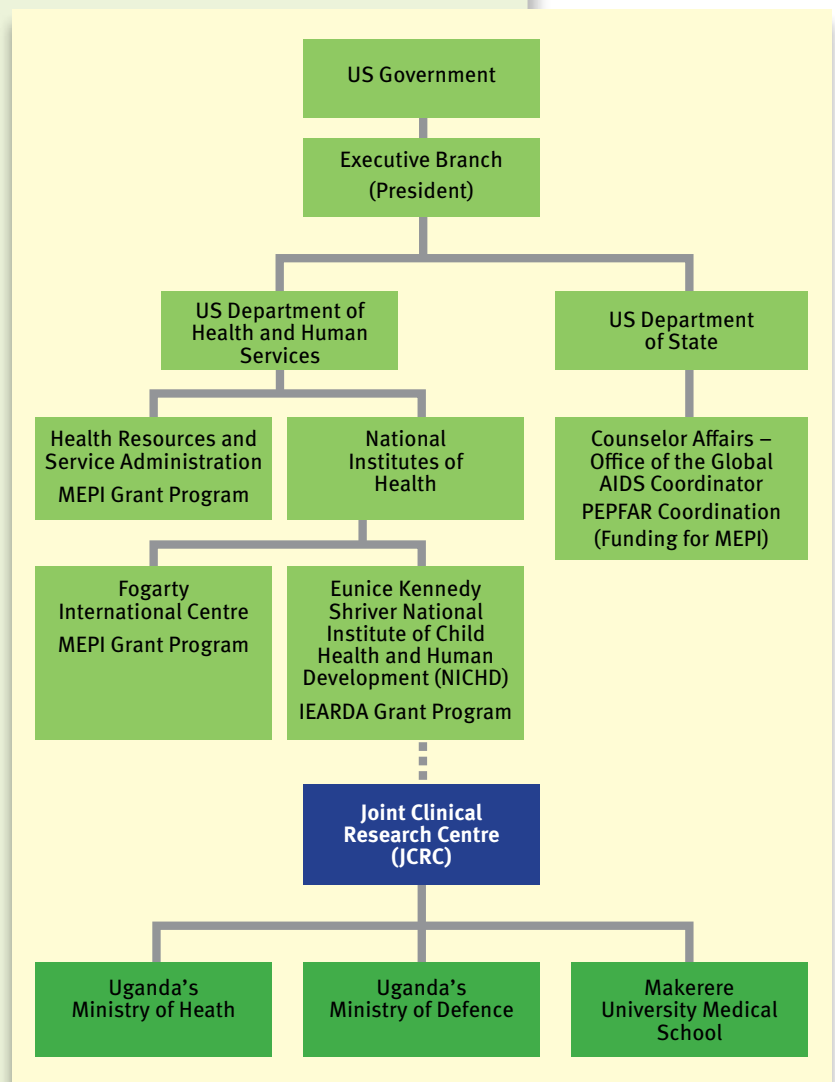 US Government
Executive Branch
(President)
US Department of
Health and Human
Services
US Department
of State
Health Resources and
Service Administration
MEPI Grant Program
National
Institutes of
Health
Counselor Affairs –
Office of the Global
AIDS Coordinator
PEPFAR Coordination
(Funding for MEPI)
Fogarty
International Centre
MEPI Grant Program
Eunice Kennedy
Shriver National
Institute of Child
Health and Human
Development (NICHD)
IEARDA Grant Program
Joint Clinical
Research Centre
(JCRC)
Uganda’s
Ministry of Heath
Uganda’s
Ministry of Defence
Makerere
University Medical
School